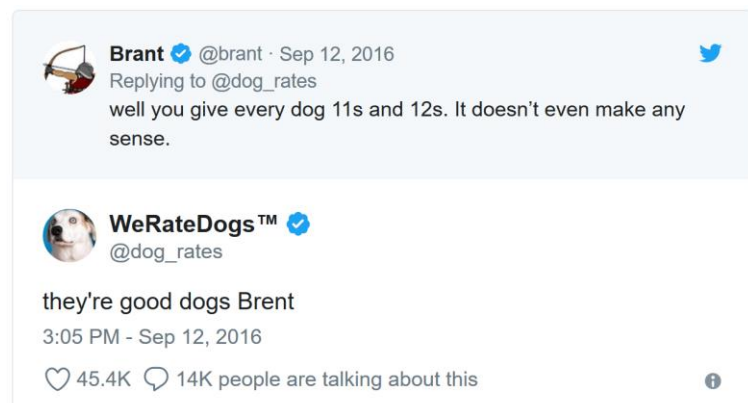 Brant @brant · Sep 12, 2016
Replying to @dog_rates
well you give every dog 11s and 12s. It doesn’t even make any
sense.
WeRateDogs™
@dog_rates
they're good dogs Brent
3:05 PM - Sep 12, 2016
45.4K 14K people are talking about this